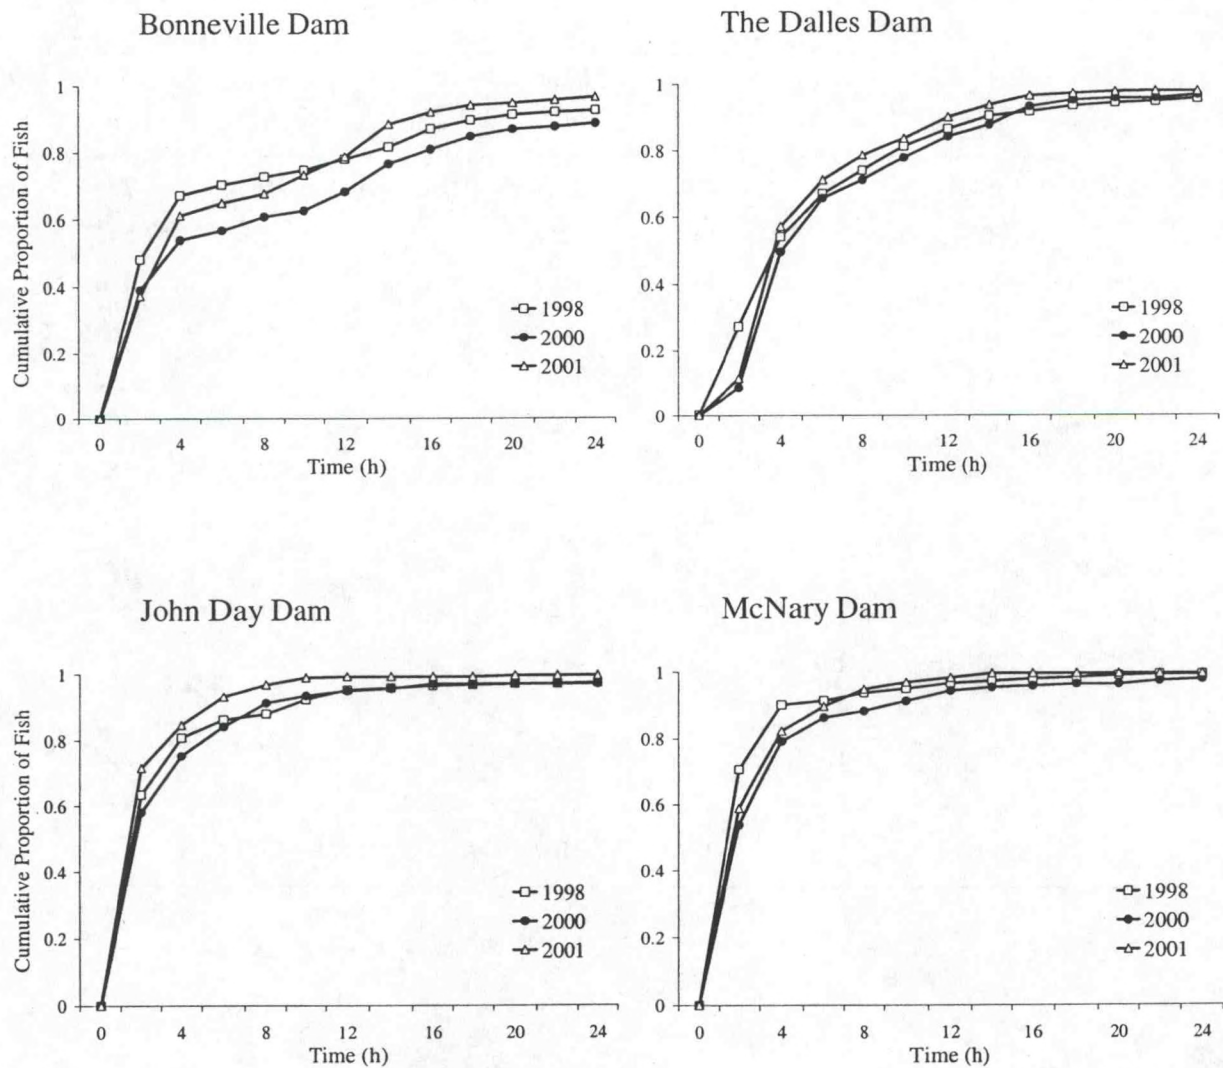 Bonneville Dam
Cumulative Proportion of Fish
1
0.8
0.6
0.4
0.2
0
0 4 8 12 16 20 24
Time (h)
1998
2000
2001
The Dalles Dam
1
0.8
0.6
0.4
0.2
0
0 4 8 12 16 20 24
Time (h)
1998
2000
2001
John Day Dam
Cumulative Proportion of Fish
1
0.8
0.6
0.4
0.2
0
0 4 8 12 16 20 24
Time (h)
1998
2000
2001
McNary Dam
1
0.8
0.6
0.4
0.2
0
0 4 8 12 16 20 24
Time (h)
1998
2000
2001